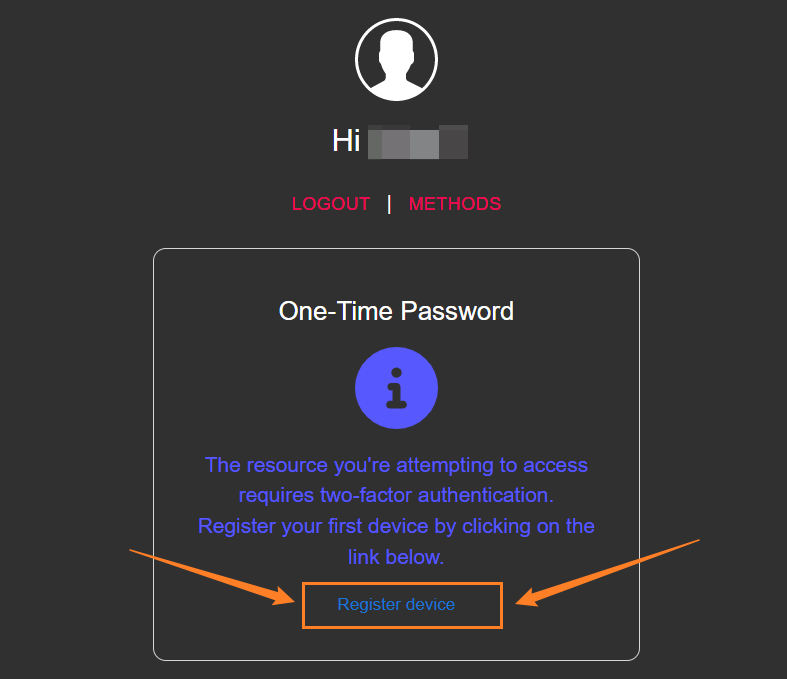 Hi
LOGOUT | METHODS
One-Time Password
The resource you're attempting to access
requires two-factor authentication.
Register your first device by clicking on the
link below.
Register device